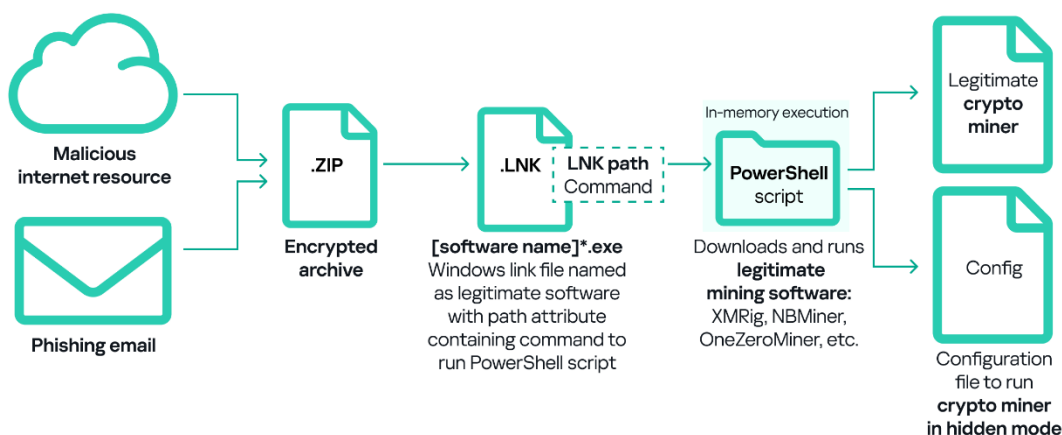 Malicious
internet resource
Phishing email
.ZIP
Encrypted
archive
.LNK
LNK path
Command
[software name]*.exe
Windows link file named
as legitimate software
with path attribute
containing command to
run PowerShell script
In-memory execution
PowerShell
script
Downloads and runs
legitimate
mining software:
XMRig, NBMiner,
OneZeroMiner, etc.
Legitimate
crypto
miner
Config
Configuration
file to run
crypto miner
in hidden mode